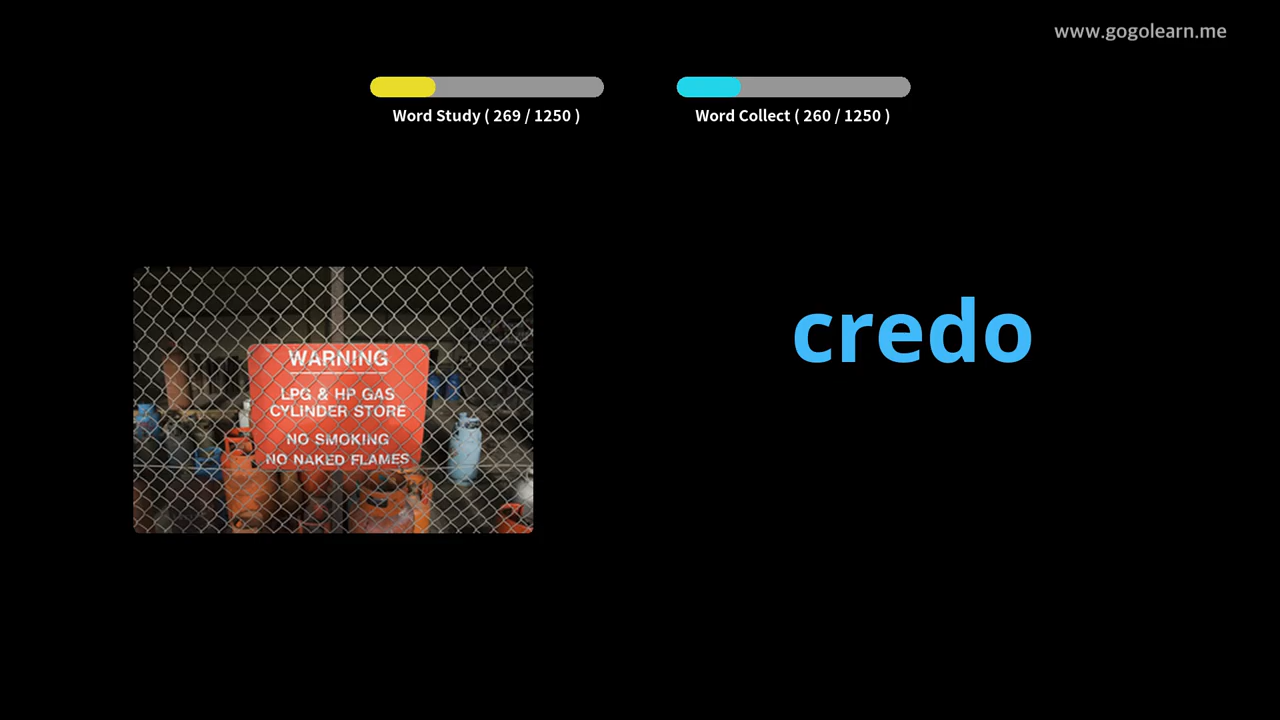 www.gogolearn.me
Word Study ( 269 / 1250 )
Word Collect ( 260 / 1250 )
credo
WARNING
LPG & HP GAS
CYLINDER STORE
NO SMOKING
NO NAKED FLAMES